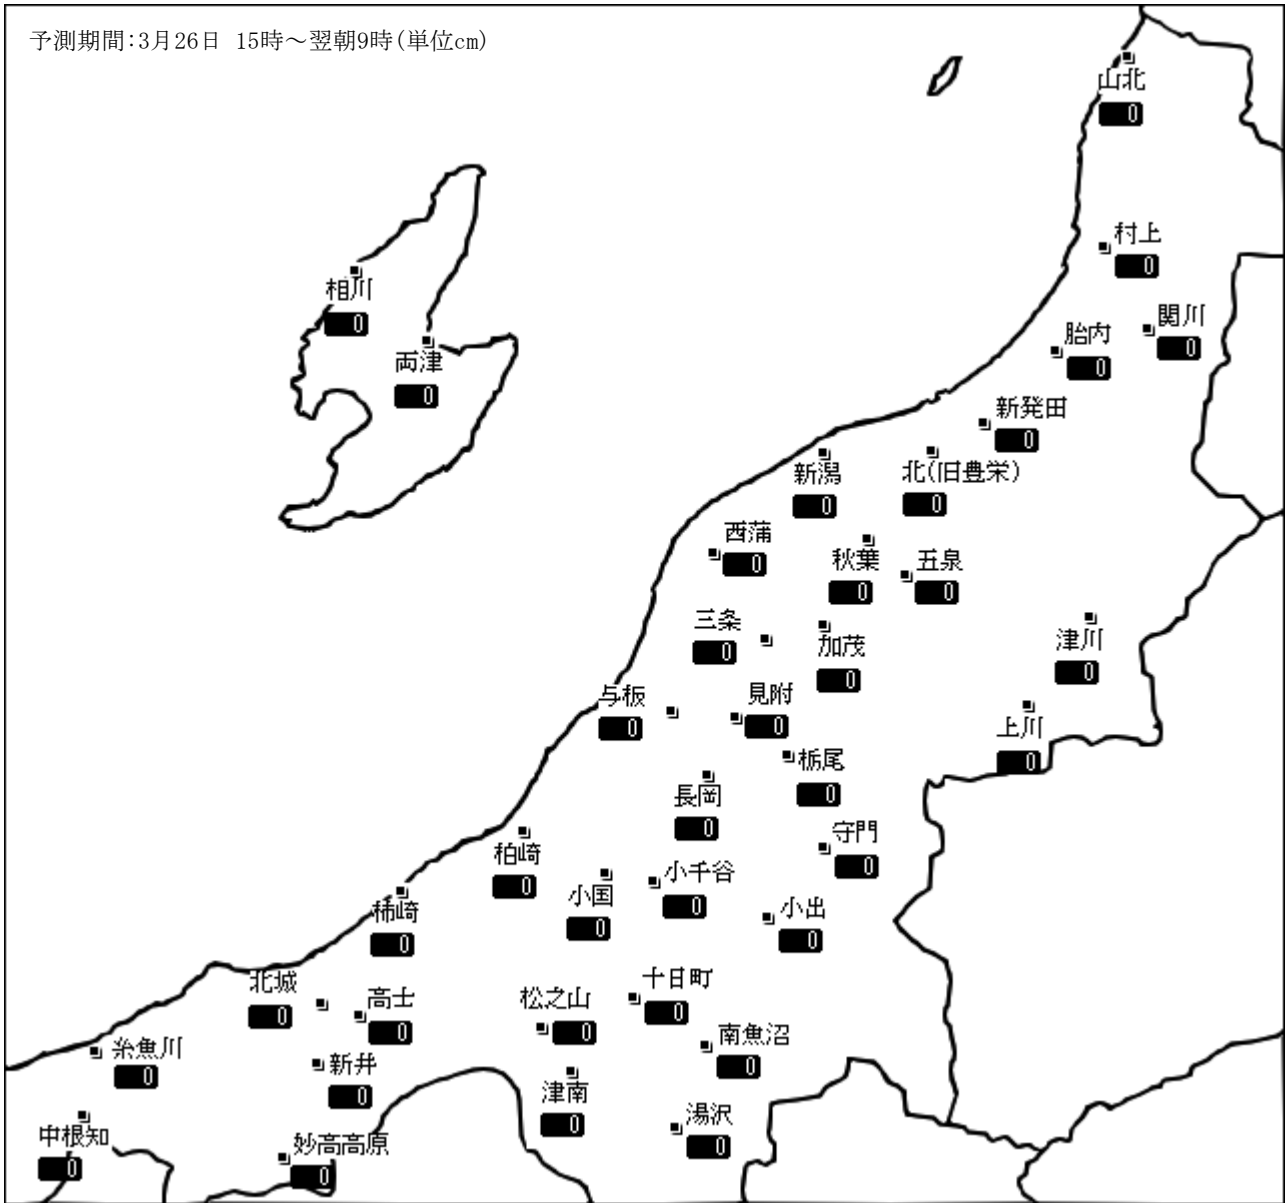 予測期間:3月26日 15時～翌朝9時(単位cm)
山北
0
村上
0
相川
0
関川
0
胎内
0
両津
0
新発田
0
新潟
0
北(旧豊栄)
0
西蒲
0
秋葉
0
五泉
0
三条
0
加茂
0
津川
0
与板
0
見附
0
上川
0
栃尾
0
長岡
0
守門
0
柏崎
0
小千谷
0
小国
0
小出
0
柿崎
0
北城
0
高士
0
松之山
0
十日町
0
南魚沼
0
糸魚川
0
新井
0
津南
0
湯沢
0
中根知
0
妙高高原
0